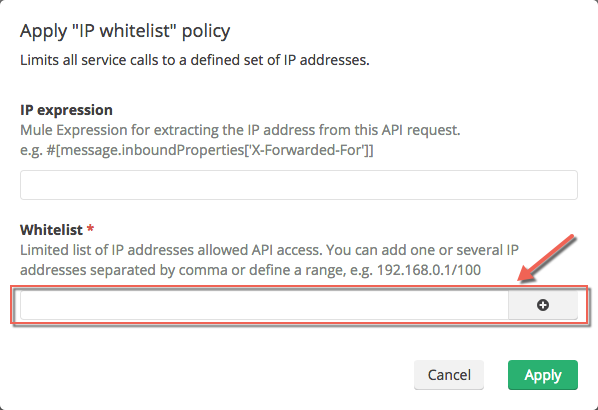 Apply "IP whitelist" policy
Limits all service calls to a defined set of IP addresses.
IP expression
Mule Expression for extracting the IP address from this API request.
e.g. #[message.inboundProperties['X-Forwarded-For']]
Whitelist *
Limited list of IP addresses allowed API access. You can add one or several IP
addresses separated by comma or define a range, e.g. 192.168.0.1/100
Cancel
Apply